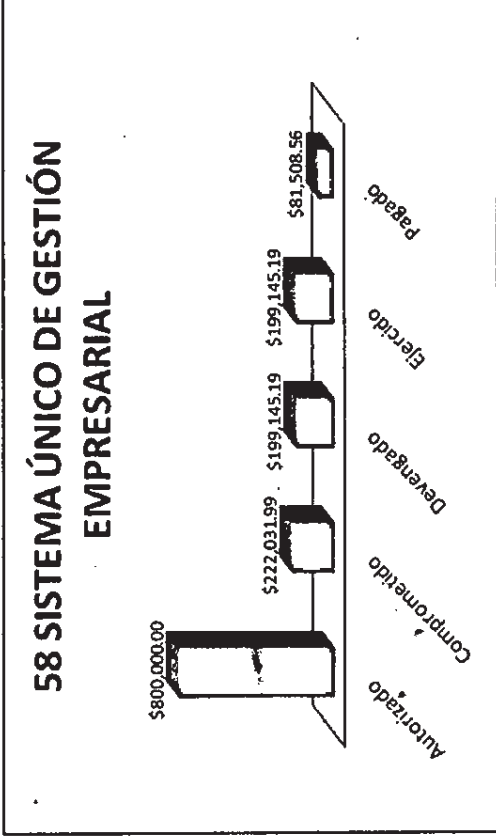 58 SISTEMA ÚNICO DE GESTIÓN
EMPRESARIAL
$800,000.00
$222,031.99
$199,145.19
$199,145.19
$81,508.56
Autorizado
Comprometido
Devengado
Ejercido
Pagado